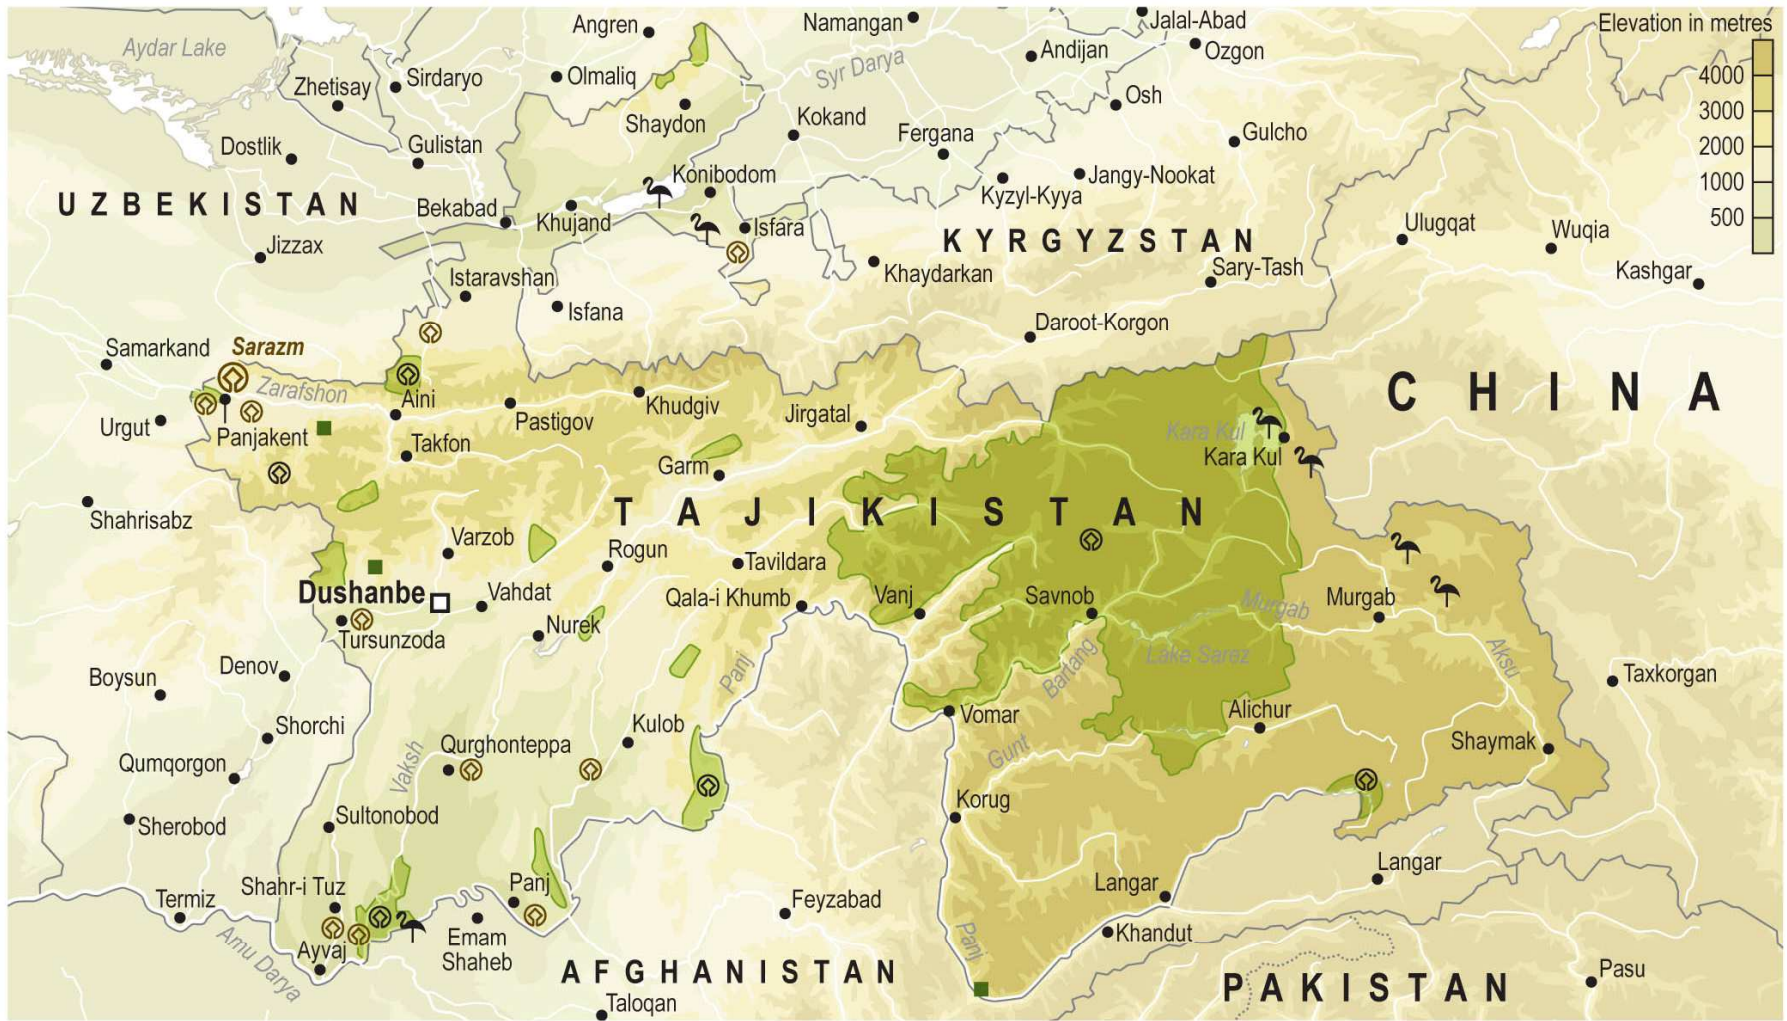 Angren
Namangan
Jalal-Abad
Elevation in metres
Aydar Lake
Andijan
Ozgon
Zhetisay
Sirdaryo
Olmaliq
Syr Darya
4000
Osh
3000
Shaydon
Kokand
Dostlik
Gulistan
Fergana
Gulcho
2000
Konibodom
Jangy-Nookat
1000
UZBEKISTAN
Bekabad
Khujand
Kyzyl-Kyya
500
Isfara
Ulugqat
Wuqia
Jizzax
KYRGYZSTAN
Istaravshan
Khaydarkan
Sary-Tash
Kashgar
Isfana
Daroot-Korgon
Samarkand
Sarazm
Zarafshon
Aini
CHINA
Urgut
Panjakent
Pastigov
Khudgiv
Jirgatal
Kara Kul
Kara Kul
Takfon
Garm
TAJIKISTAN
Shahrisabz
Varzob
Rogun
Tavildara
Dushanbe
Vahdat
Qala-i Khumb
Vanj
Savnob
Murgab
Murgab
Tursunzoda
Nurek
Denov
Lake Sarez
Aksu
Boysun
Panj
Bartang
Taxkorgan
Shorchi
Kulob
Vomar
Alichur
Qurghonteppa
Gunt
Shaymak
Qumqorgon
Vaksh
Korug
Sherobod
Sultonobod
Langar
Shahr-i Tuz
Panj
Langar
Termiz
Feyzabad
Amu Darya
Emam
Shaheb
Khandut
Ayvaj
Panj
AFGHANISTAN
Pasu
PAKISTAN
Taloqan